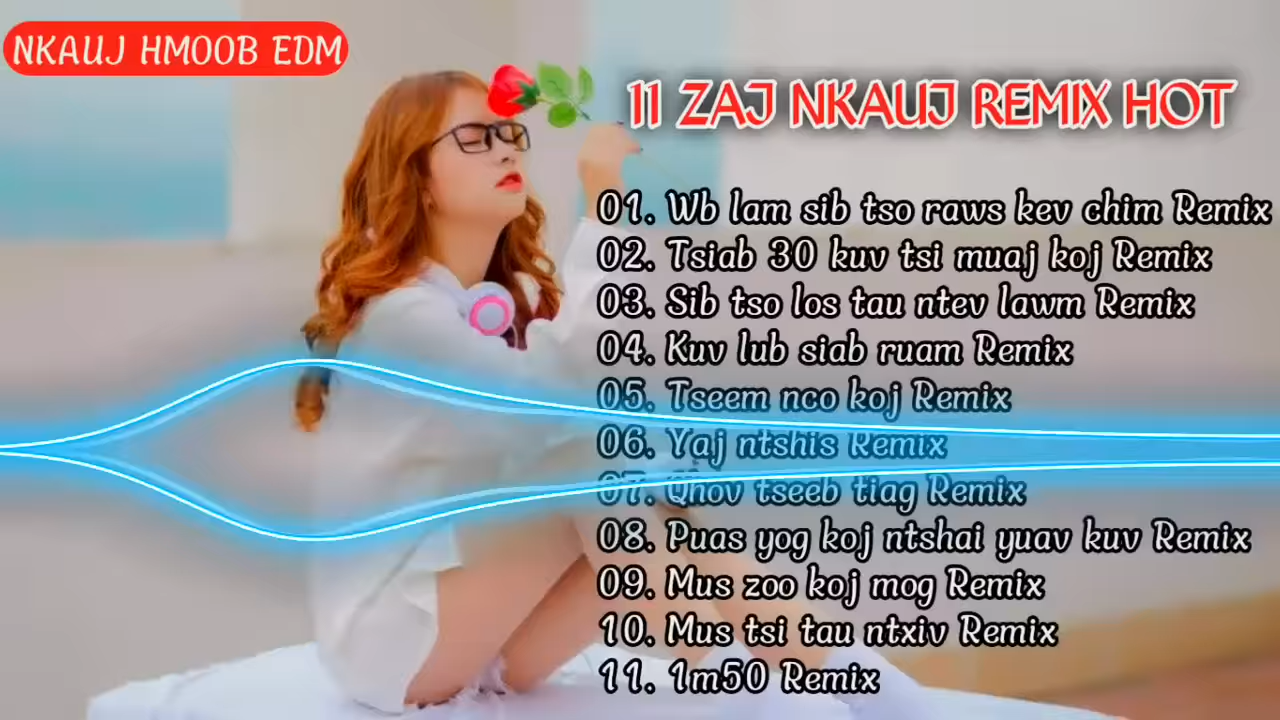 NKAUJ HMOOB EDM
11 ZAJ NKAUJ REMIX HOT
01. Wb lam sib tso raws kev chim Remix
02. Tsiab 30 kuv tsi muaj koj Remix
03. Sib tso los tau ntev lawm Remix
04. Kuv lub siab ruam Remix
05. Tseem nco koj Remix
06. Yaj ntshis Remix
07. Qhov tseeb tiag Remix
08. Puas yog koj ntshai yuav kuv Remix
09. Mus zoo koj mog Remix
10. Mus tsi tau ntxiv Remix
11. 1m50 Remix